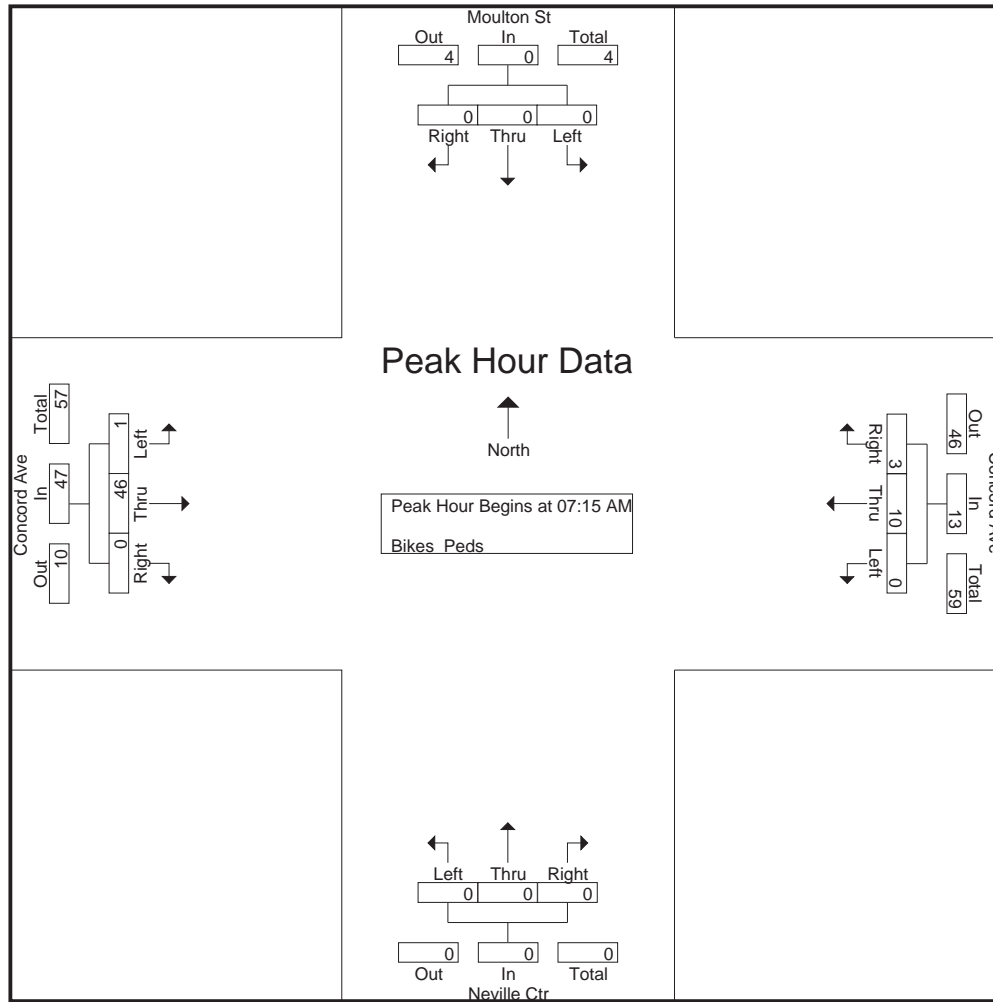 Moulton St
Out In Total
4 0 4
0 0 0
Right Thru Left
Peak Hour Data
North
Peak Hour Begins at 07:15 AM
Bikes Peds
Concord Ave
Total In Out
57 47 10
1 46 0
Left Thru Right
Concord Ave
Out In Total
46 13 59
3 10 0
Right Thru Left
Left Thru Right
0 0 0
0 0 0
Out In Total
Neville Ctr